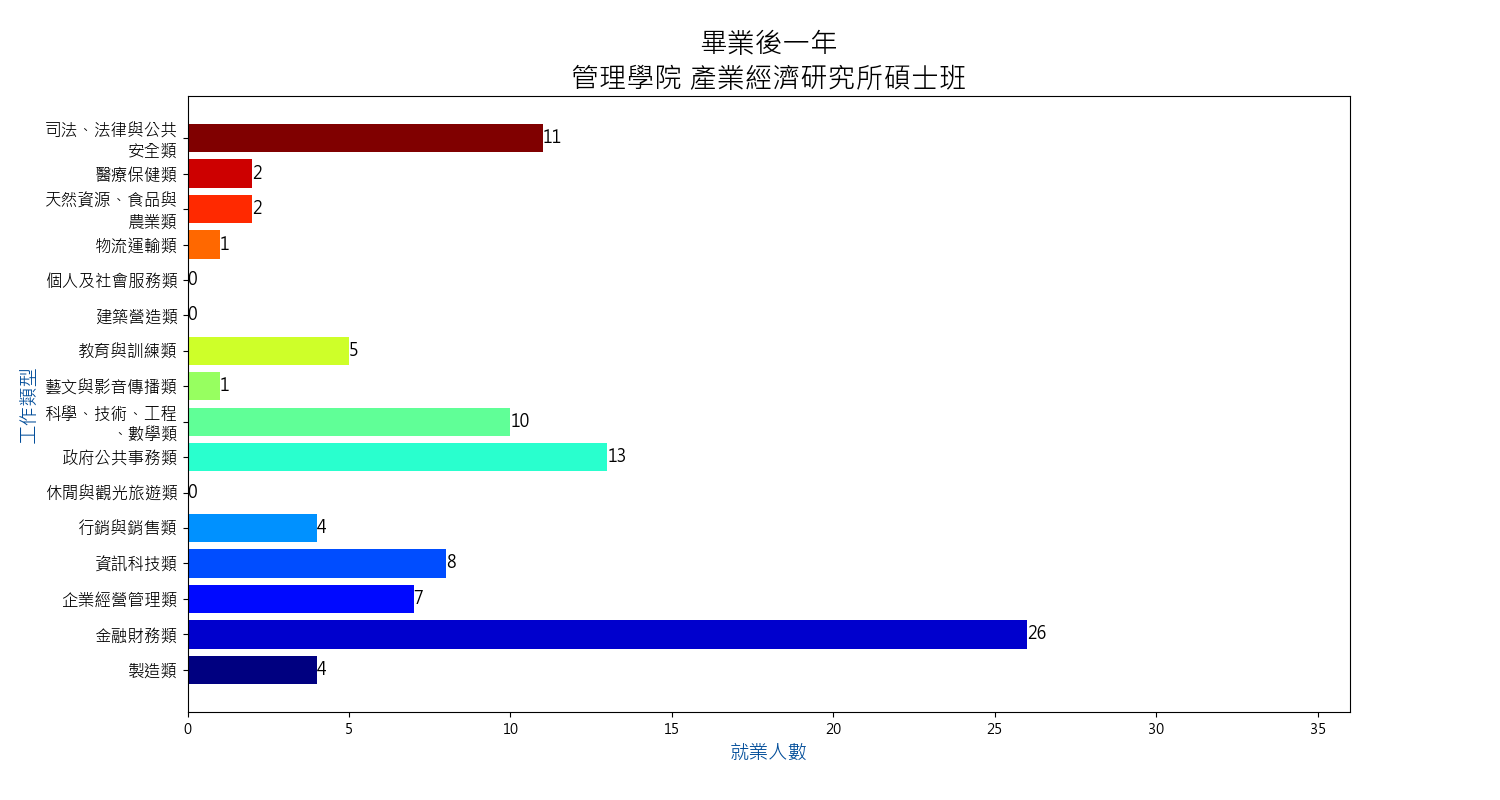 畢業後一年
管理學院 產業經濟研究所碩士班
司法、法律與公共
安全類
11
醫療保健類
2
天然資源、食品與
農業類
2
物流運輸類
1
個人及社會服務類
0
建築營造類
0
教育與訓練類
5
藝文與影音傳播類
1
科學、技術、工程
、數學類
10
政府公共事務類
13
休閒與觀光旅遊類
0
行銷與銷售類
4
資訊科技類
8
企業經營管理類
7
金融財務類
26
製造類
4
工作類型
0 5 10 15 20 25 30 35
就業人數